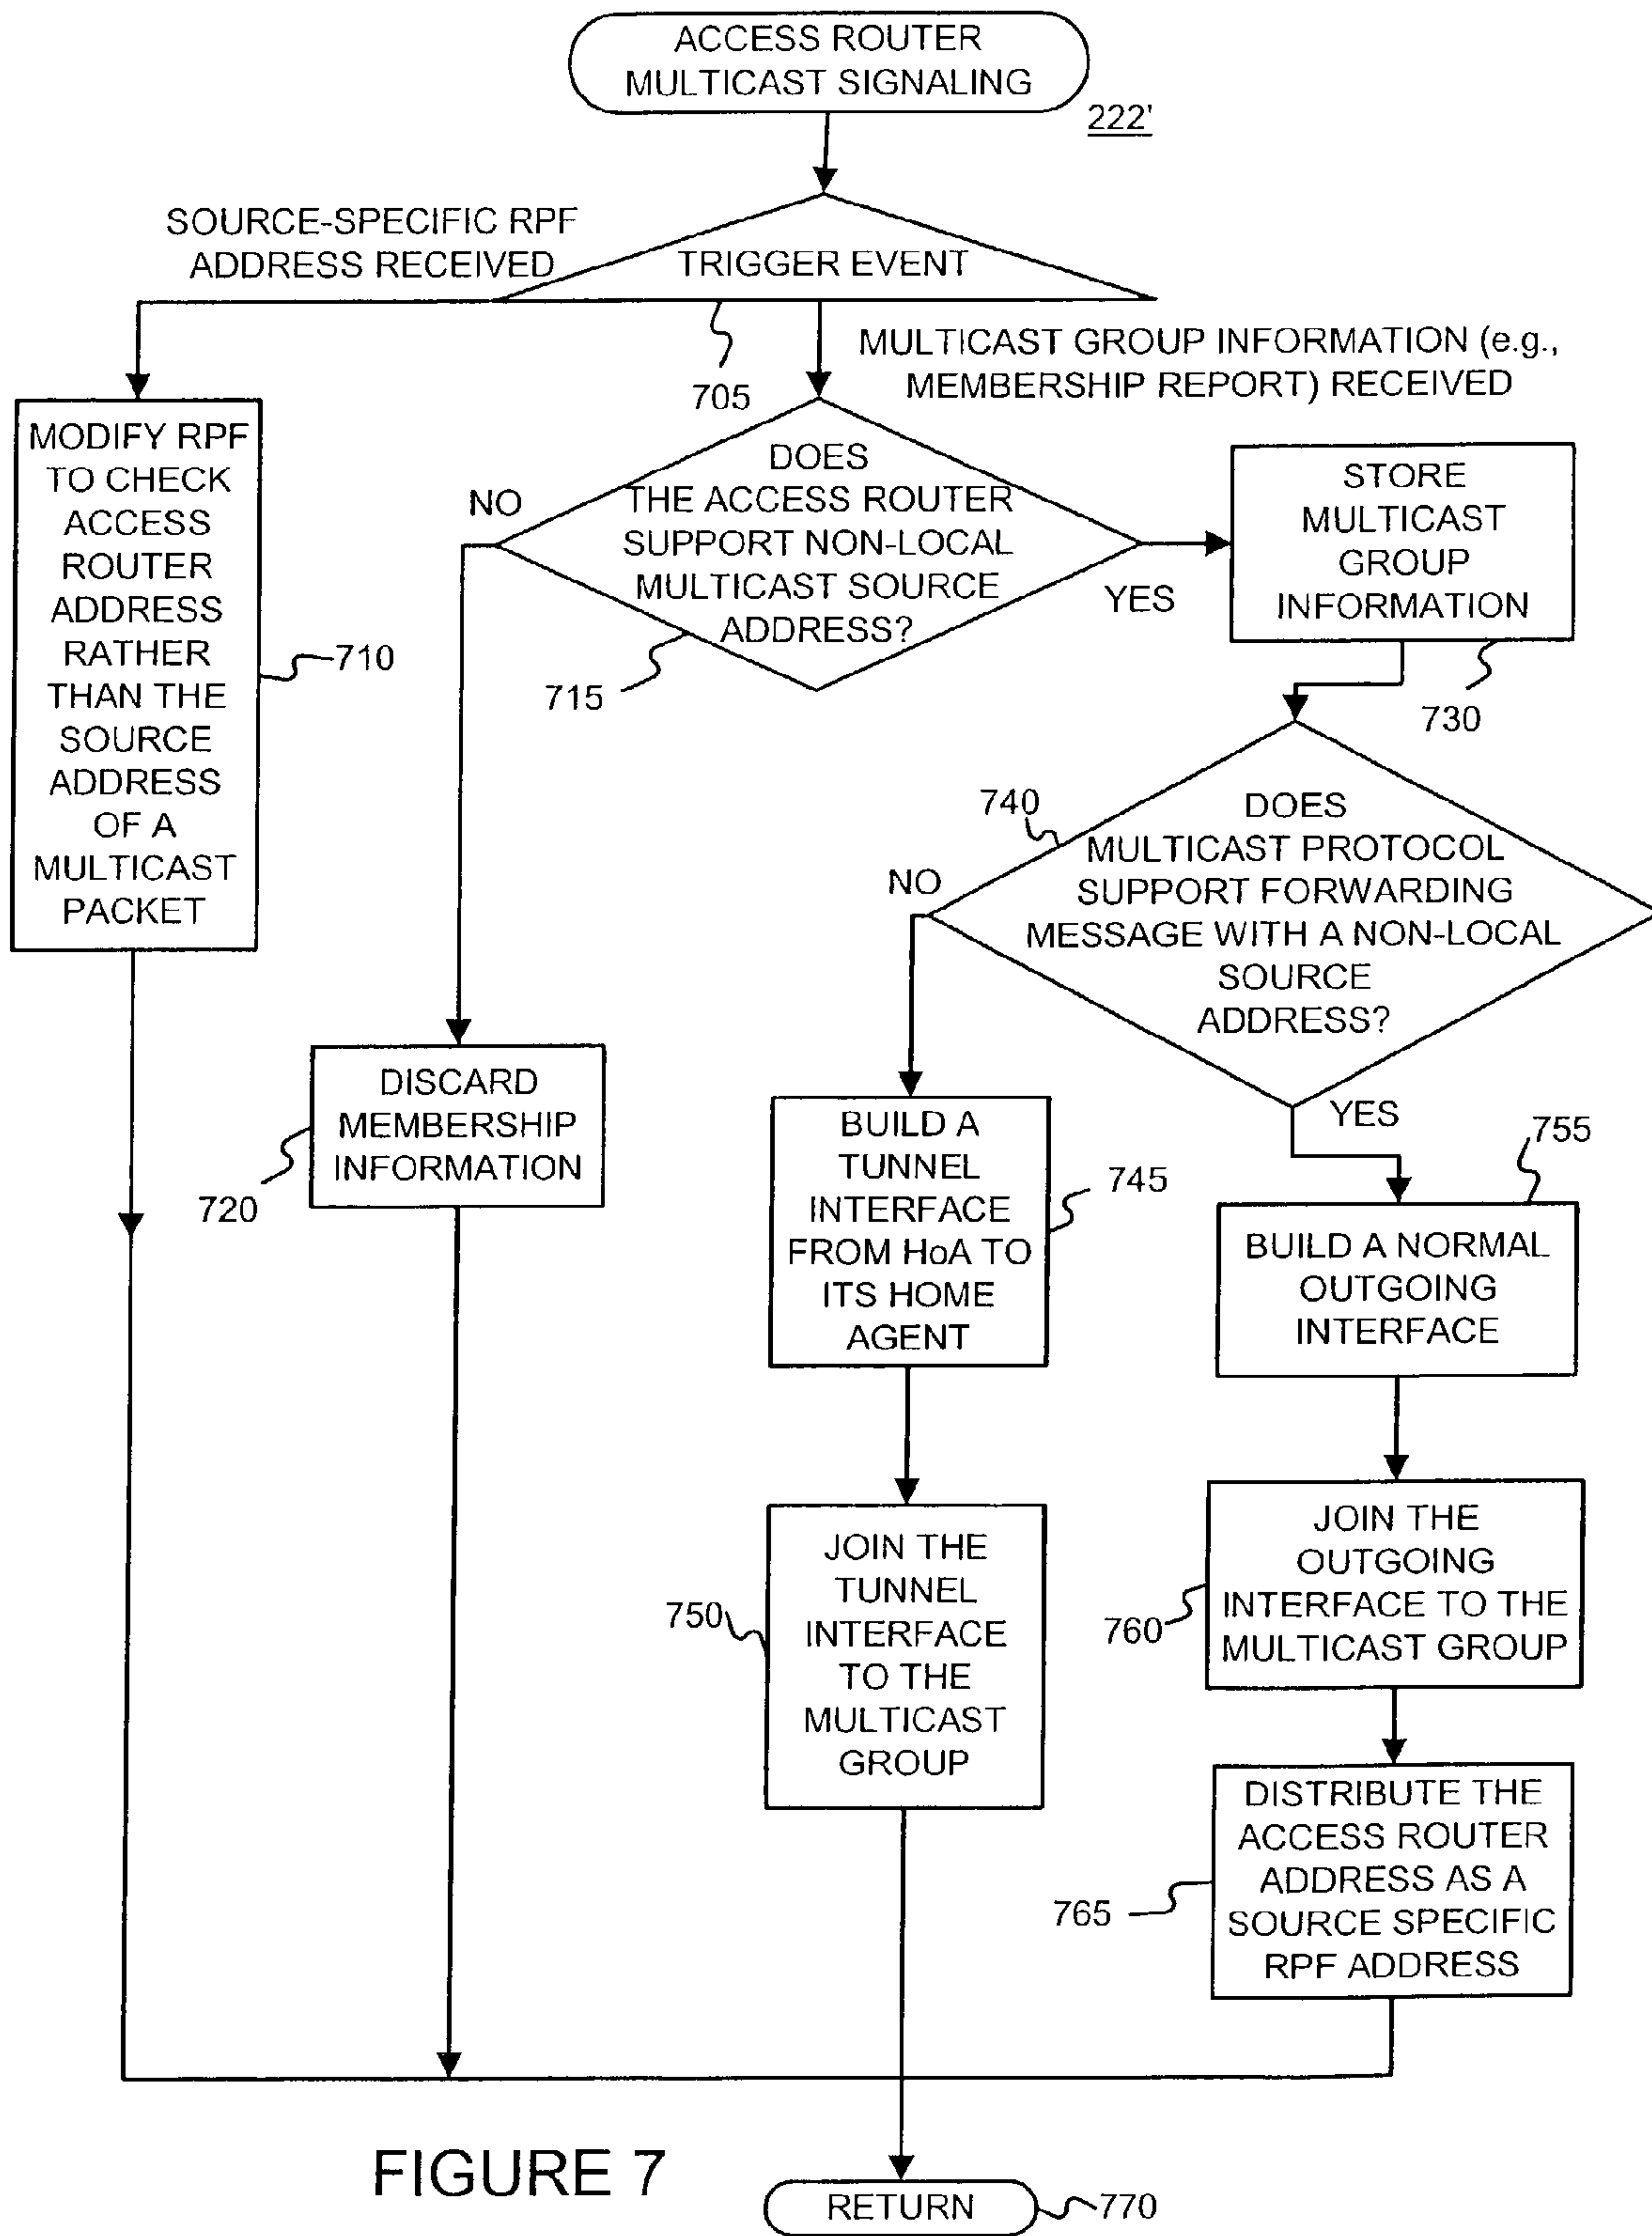 ACCESS ROUTER
MULTICAST SIGNALING
222'
SOURCE-SPECIFIC RPF
ADDRESS RECEIVED
TRIGGER EVENT
705
MULTICAST GROUP INFORMATION (e.g.,
MEMBERSHIP REPORT) RECEIVED
MODIFY RPF
TO CHECK
ACCESS
ROUTER
ADDRESS
RATHER
THAN THE
SOURCE
ADDRESS
OF A
MULTICAST
PACKET
710
NO
DOES
THE ACCESS ROUTER
SUPPORT NON-LOCAL
MULTICAST SOURCE
ADDRESS?
715
YES
STORE
MULTICAST
GROUP
INFORMATION
730
740
DOES
MULTICAST PROTOCOL
SUPPORT FORWARDING
MESSAGE WITH A NON-LOCAL
SOURCE
ADDRESS?
NO
YES
DISCARD
MEMBERSHIP
INFORMATION
720
BUILD A
TUNNEL
INTERFACE
FROM HoA TO
ITS HOME
AGENT
745
755
BUILD A NORMAL
OUTGOING
INTERFACE
JOIN THE
TUNNEL
INTERFACE
TO THE
MULTICAST
GROUP
750
JOIN THE
OUTGOING
INTERFACE TO THE
MULTICAST GROUP
760
DISTRIBUTE THE
ACCESS ROUTER
ADDRESS AS A
SOURCE SPECIFIC
RPF ADDRESS
765
FIGURE 7
RETURN
770